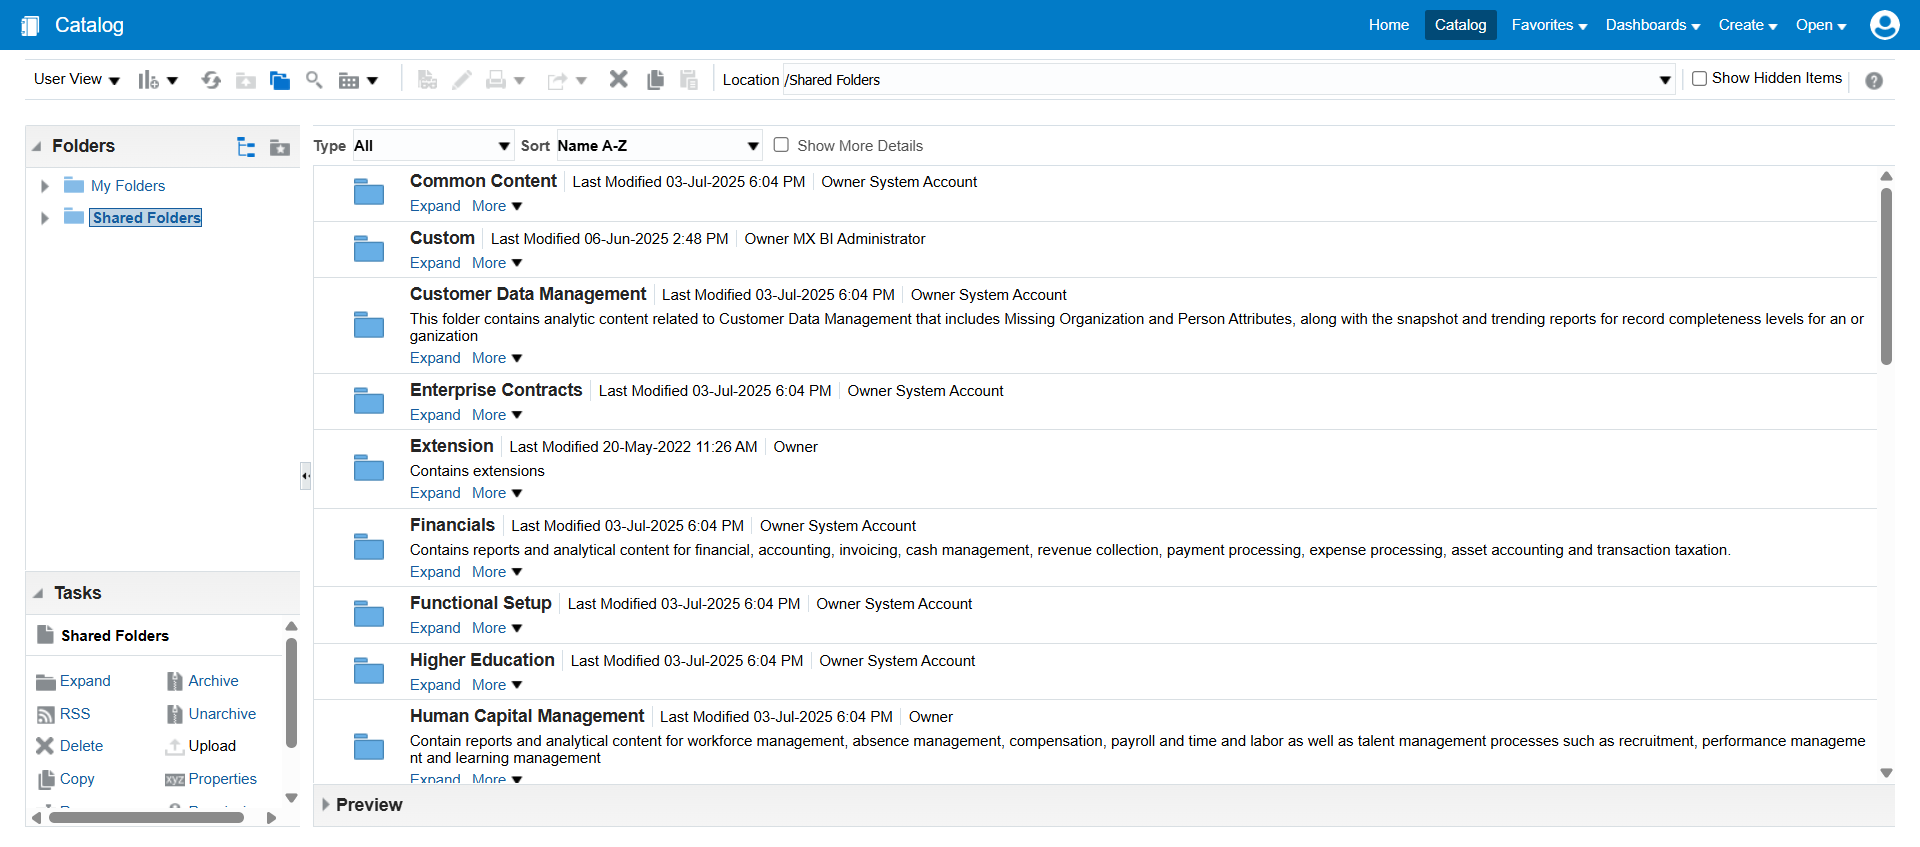 Catalog
Home Catalog Favorites Dashboards Create Open
User View Location /Shared Folders Show Hidden Items
Folders
My Folders
Shared Folders
Type All Sort Name A-Z Show More Details
Common Content Last Modified 03-Jul-2025 6:04 PM Owner System Account
Expand More
Custom Last Modified 06-Jun-2025 2:48 PM Owner MX BI Administrator
Expand More
Customer Data Management Last Modified 03-Jul-2025 6:04 PM Owner System Account
This folder contains analytic content related to Customer Data Management that includes Missing Organization and Person Attributes, along with the snapshot and trending reports for record completeness levels for an or
ganization
Expand More
Enterprise Contracts Last Modified 03-Jul-2025 6:04 PM Owner System Account
Expand More
Extension Last Modified 20-May-2022 11:26 AM Owner
Contains extensions
Expand More
Financials Last Modified 03-Jul-2025 6:04 PM Owner System Account
Contains reports and analytical content for financial, accounting, invoicing, cash management, revenue collection, payment processing, expense processing, asset accounting and transaction taxation.
Expand More
Functional Setup Last Modified 03-Jul-2025 6:04 PM Owner System Account
Expand More
Higher Education Last Modified 03-Jul-2025 6:04 PM Owner System Account
Expand More
Human Capital Management Last Modified 03-Jul-2025 6:04 PM Owner
Contain reports and analytical content for workforce management, absence management, compensation, payroll and time and labor as well as talent management processes such as recruitment, performance manageme
nt and learning management
Expand More
Tasks
Shared Folders
Expand Archive
RSS Unarchive
Delete Upload
Copy xyz Properties
Preview